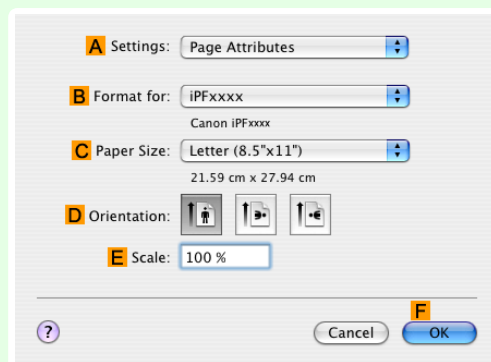 A Settings: Page Attributes
B Format for: iPFxxxx
Canon iPFxxxx
C Paper Size: Letter (8.5"x11")
21.59 cm x 27.94 cm
D Orientation:
E Scale: 100 %
F
? Cancel OK